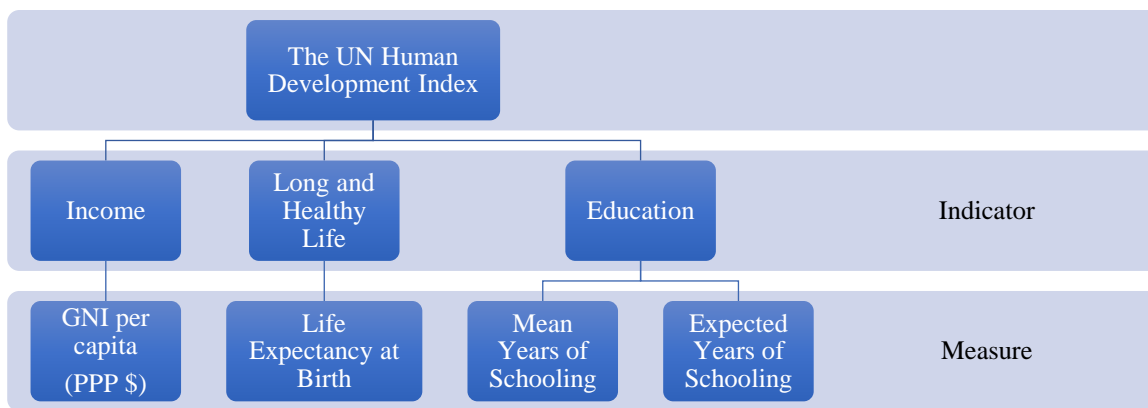 The UN Human
Development Index
Income
Long and
Healthy
Life
Education
Indicator
GNI per
capita
(PPP $)
Life
Expectancy at
Birth
Mean
Years of
Schooling
Expected
Years of
Schooling
Measure